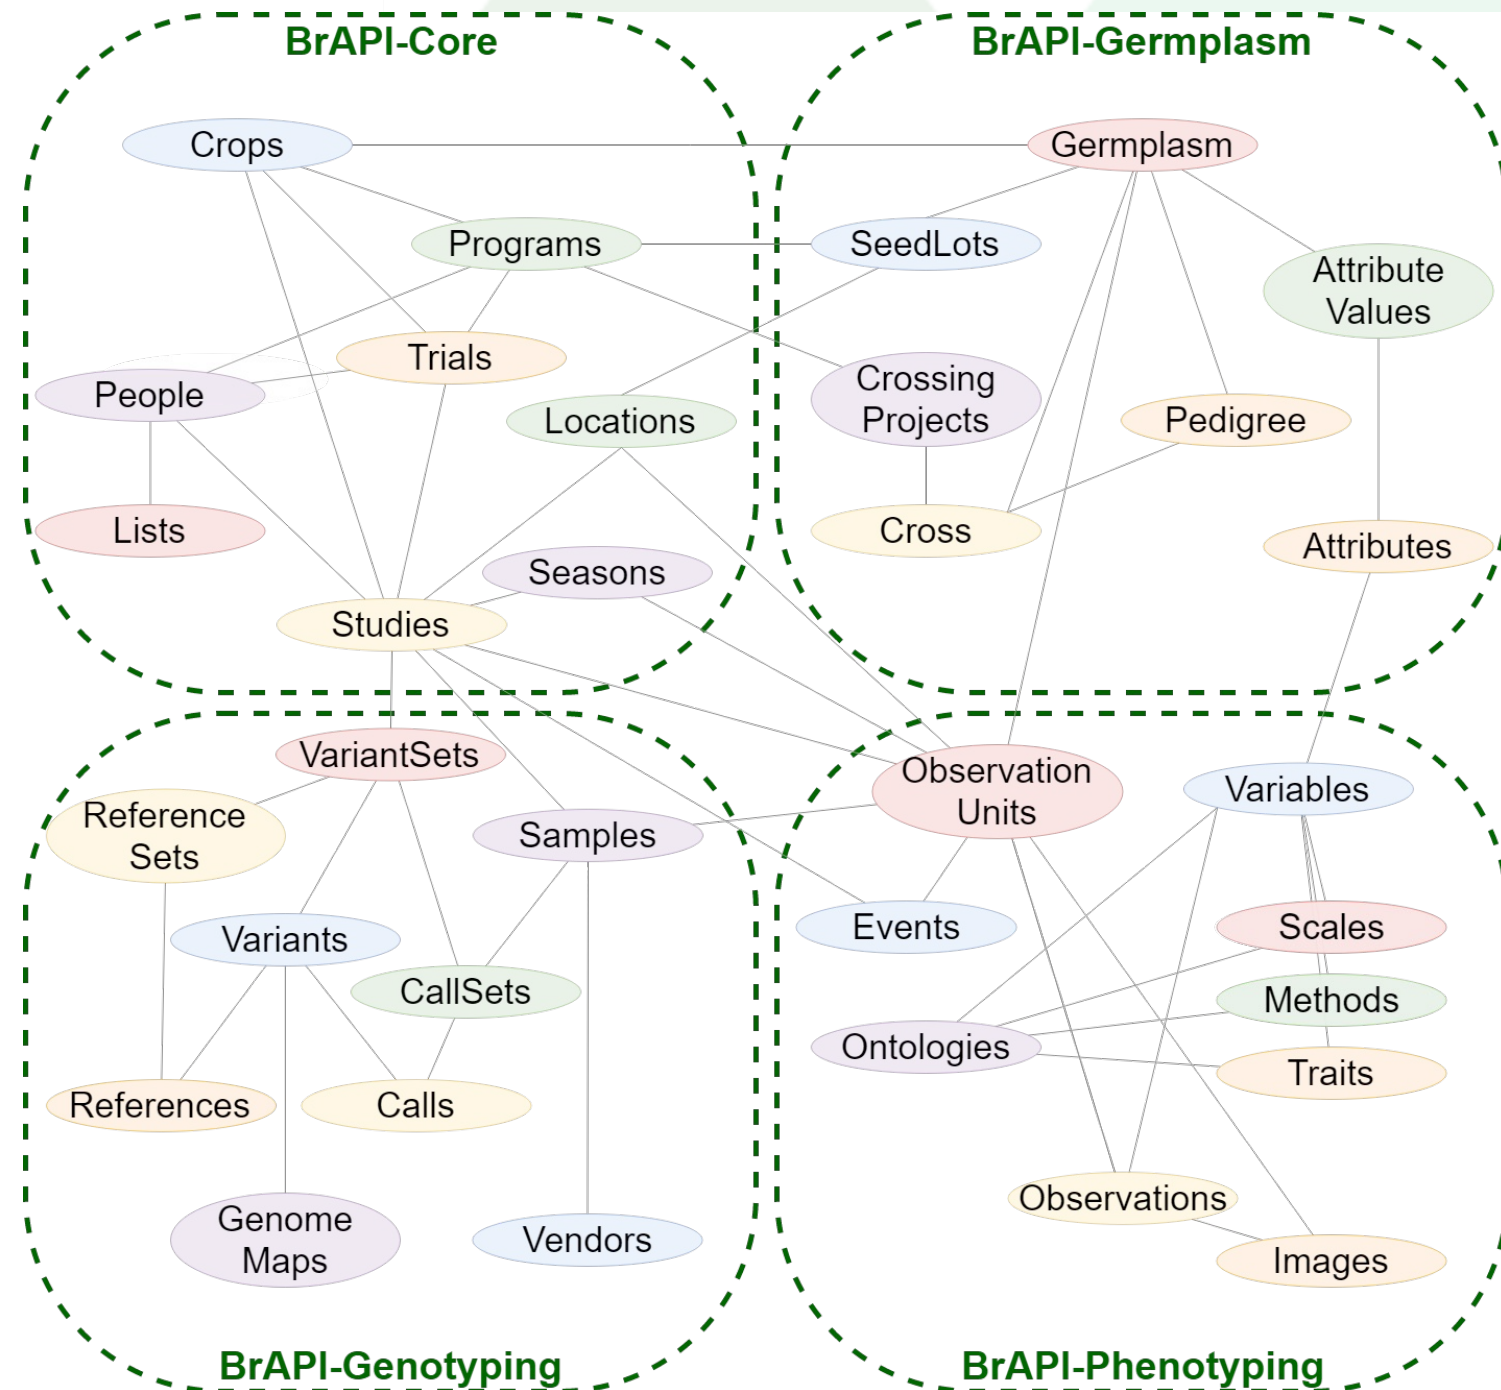 BrAPI-Core
Crops
Programs
Trials
People
Locations
Lists
Seasons
Studies
BrAPI-Germplasm
Germplasm
SeedLots
Attribute
Values
Crossing
Projects
Pedigree
Cross
Attributes
VariantSets
Reference
Sets
Samples
Variants
CallSets
References
Calls
Genome
Maps
Vendors
BrAPI-Genotyping
Observation
Units
Variables
Events
Scales
Methods
Ontologies
Traits
Observations
Images
BrAPI-Phenotyping